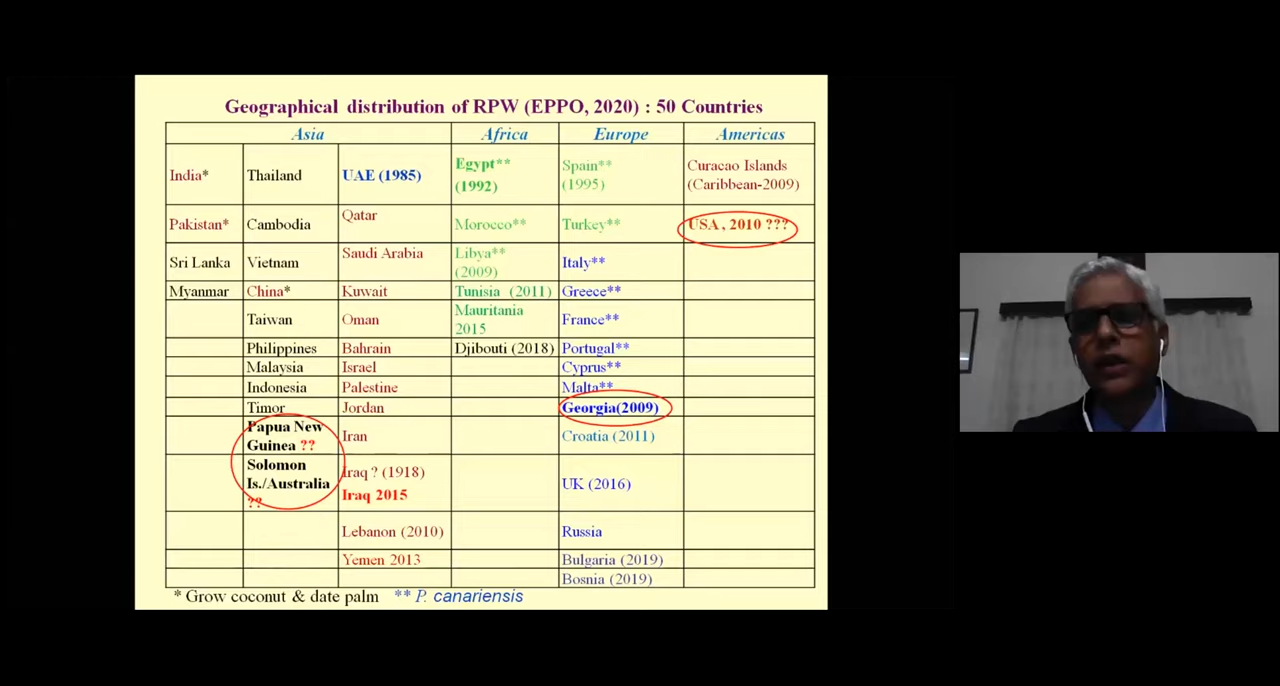 Geographical distribution of RPW (EPPO, 2020) : 50 Countries
Asia Africa Europe Americas
India* Thailand UAE (1985) Egypt** (1992) Spain** (1995) Curacao Islands (Caribbean-2009)
Pakistan* Cambodia Qatar Morocco** Turkey** USA , 2010 ???
Sri Lanka Vietnam Saudi Arabia Libya** (2009) Italy**
Myanmar China* Kuwait Tunisia (2011) Greece**
Taiwan Oman Mauritania 2015 France**
Philippines Bahrain Djibouti (2018) Portugal**
Malaysia Israel Cyprus**
Indonesia Palestine Malta**
Timor Jordan Georgia(2009)
Papua New Guinea ?? Iran Croatia (2011)
Solomon Is./Australia ?? Iraq ? (1918) Iraq 2015 UK (2016)
Lebanon (2010) Russia
Yemen 2013 Bulgaria (2019)
Bosnia (2019)
* Grow coconut & date palm ** P. canariensis